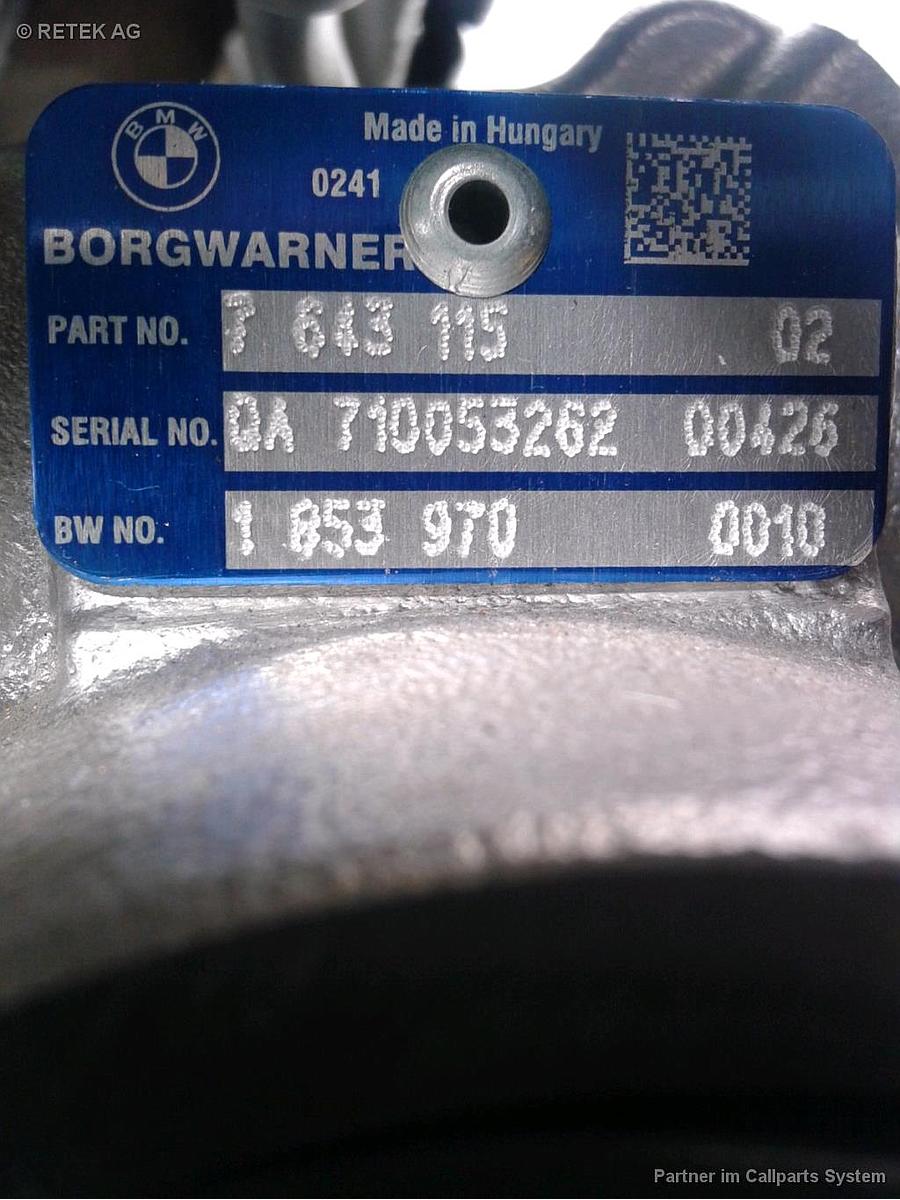 © RETEK AG
BMW
Made in Hungary
0241
BORGWARNER
PART NO. 7 643 115 02
SERIAL NO. QA 710053262 00426
BW NO. 1 853 970 0010
Partner im Callparts System